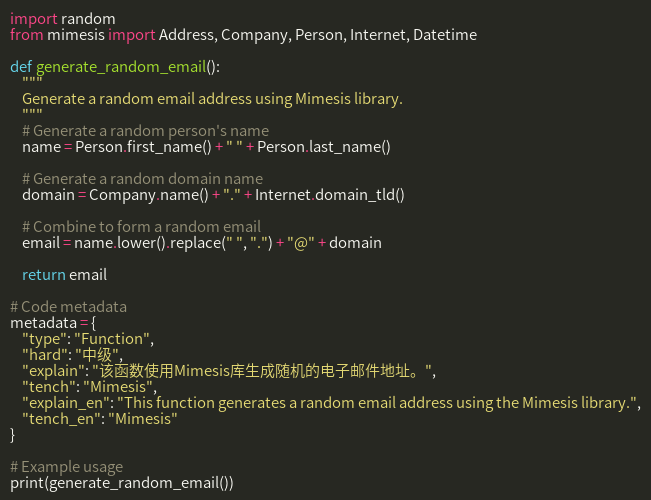 import random
from mimesis import Address, Company, Person, Internet, Datetime

def generate_random_email():
    """
    Generate a random email address using Mimesis library.
    """
    # Generate a random person's name
    name = Person.first_name() + " " + Person.last_name()

    # Generate a random domain name
    domain = Company.name() + "." + Internet.domain_tld()

    # Combine to form a random email
    email = name.lower().replace(" ", ".") + "@" + domain

    return email

# Code metadata
metadata = {
    "type": "Function",
    "hard": "中级",
    "explain": "该函数使用Mimesis库生成随机的电子邮件地址。",
    "tench": "Mimesis",
    "explain_en": "This function generates a random email address using the Mimesis library.",
    "tench_en": "Mimesis"
}

# Example usage
print(generate_random_email())